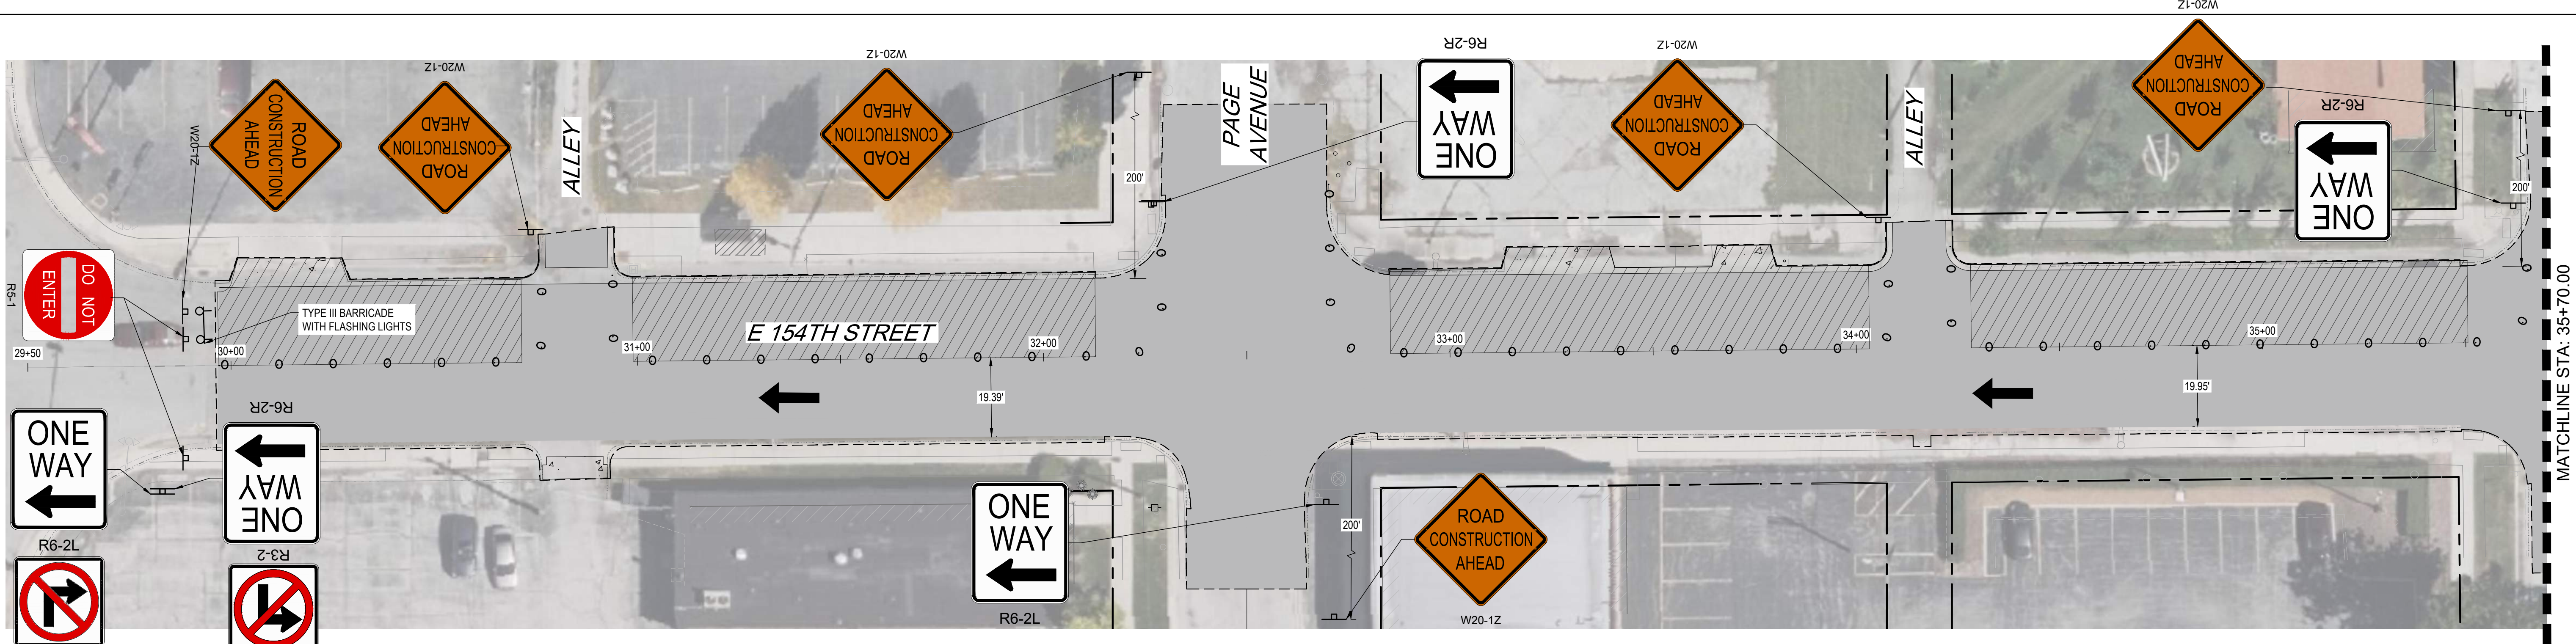 W20-1Z
ROAD
CONSTRUCTION
AHEAD
W20-1Z
W20-1Z
ROAD
CONSTRUCTION
AHEAD
ALLEY
W20-1Z
ROAD
CONSTRUCTION
AHEAD
200'
PAGE
AVENUE
R6-2R
ONE
WAY
W20-1Z
ROAD
CONSTRUCTION
AHEAD
ALLEY
W20-1Z
ROAD
CONSTRUCTION
AHEAD
R6-2R
ONE
WAY
200'
DO NOT
ENTER
R5-1
TYPE III BARRICADE
WITH FLASHING LIGHTS
E 154TH STREET
29+50
30+00
31+00
32+00
33+00
34+00
35+00
19.39'
19.95'
MATCHLINE STA: 35+70.00
ONE
WAY
R6-2L
R6-2R
ONE
WAY
R3-2
ONE
WAY
R6-2L
200'
ROAD
CONSTRUCTION
AHEAD
W20-1Z